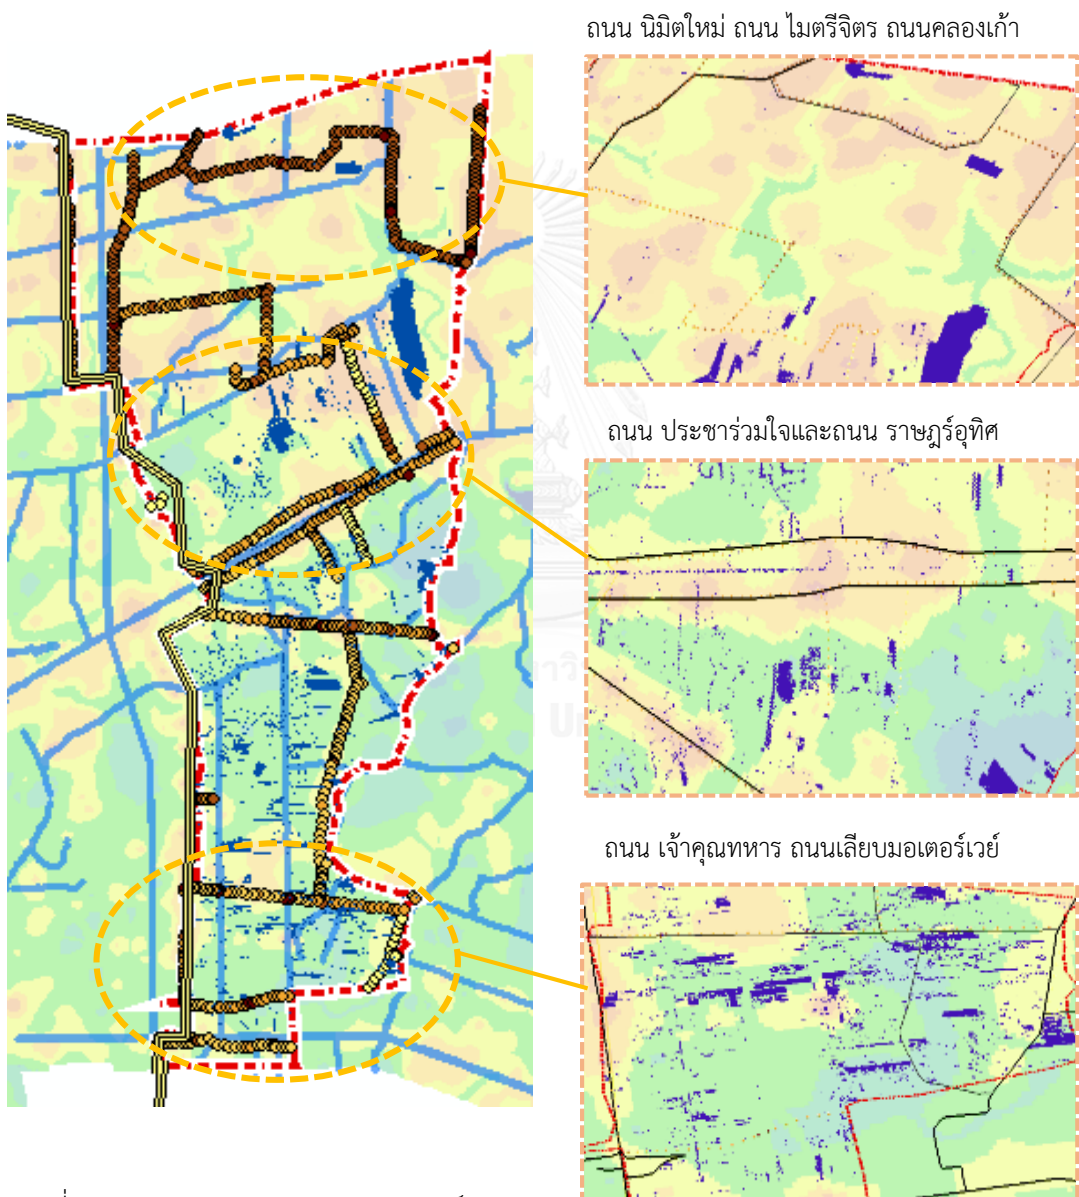 ถนน นิมิตใหม่ ถนน ไมตรีจิตร ถนนคลองเก้า
ถนน ประชาร่วมใจและถนน ราษฎร์อุทิศ
ถนน เจ้าคุณทหาร ถนนเลียบมอเตอร์เวย์